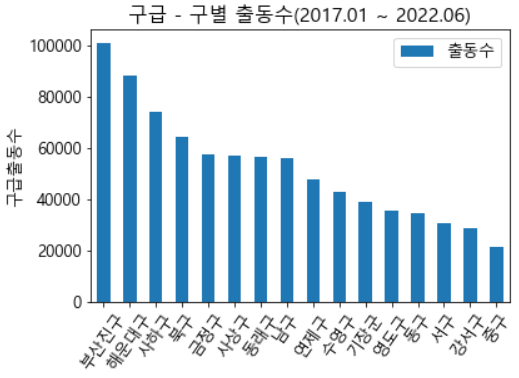 구급 - 구별 출동수(2017.01 ~ 2022.06)
출동수
구급출동수
100000
80000
60000
40000
20000
0
부산진구
해운대구
사하구
북구
금정구
사상구
동래구
남구
연제구
수영구
기장군
영도구
동구
서구
강서구
중구